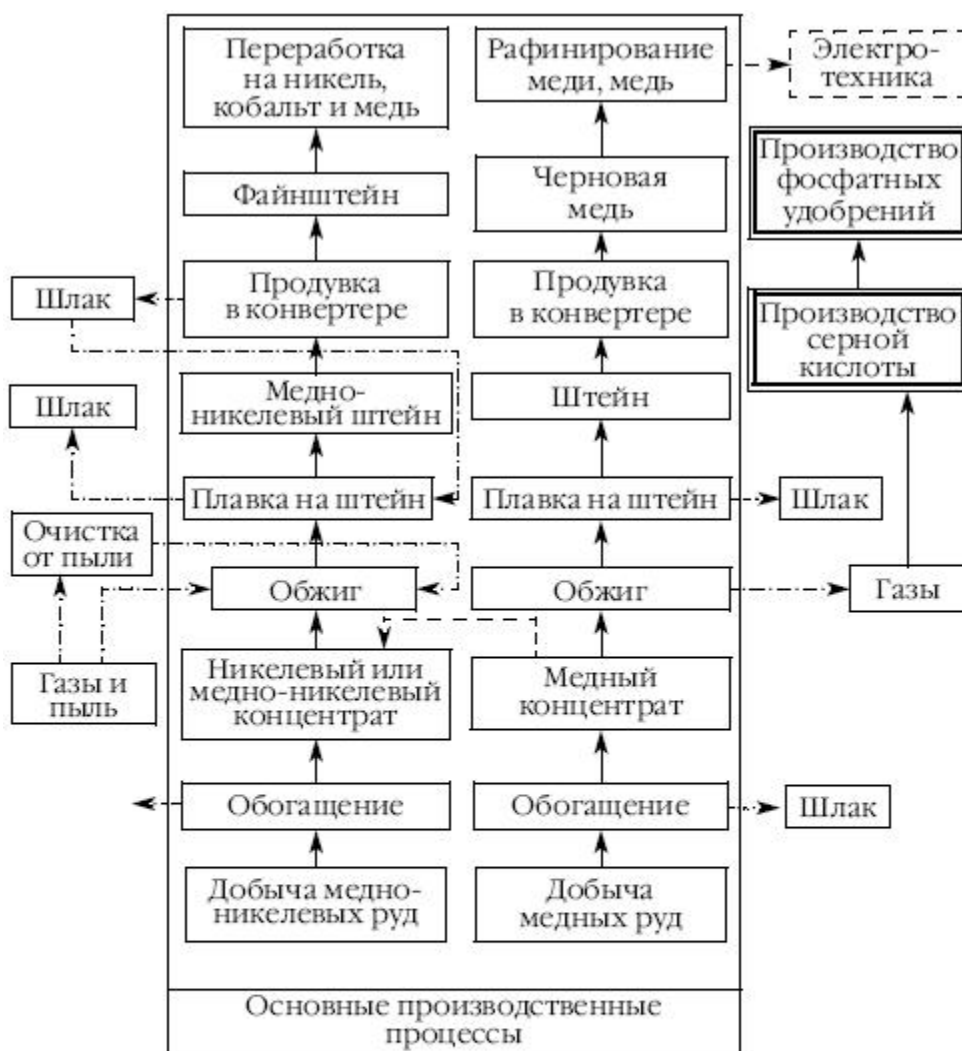 Переработка
на никель,
кобальт и медь
Рафинирование
меди, медь
Электро-
техника
Файнштейн
Черновая
медь
Производство
фосфатных
удобрений
Шлак
Продувка
в конвертере
Продувка
в конвертере
Производство
серной
кислоты
Шлак
Медно-
никелевый штейн
Штейн
Плавка на штейн
Плавка на штейн
Шлак
Очистка
от пыли
Обжиг
Обжиг
Газы
Газы и
пыль
Никелевый или
медно-никелевый
концентрат
Медный
концентрат
Обогащение
Обогащение
Шлак
Добыча медно-
никелевых руд
Добыча
медных руд
Основные производственные
процессы